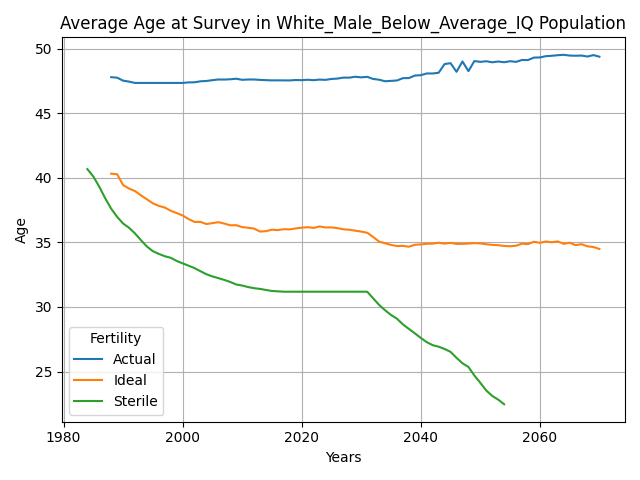 Average Age at Survey in White_Male_Below_Average_IQ Population
50
45
40
35
30
25
Age
Fertility
Actual
Ideal
Sterile
1980
2000
2020
2040
2060
Years